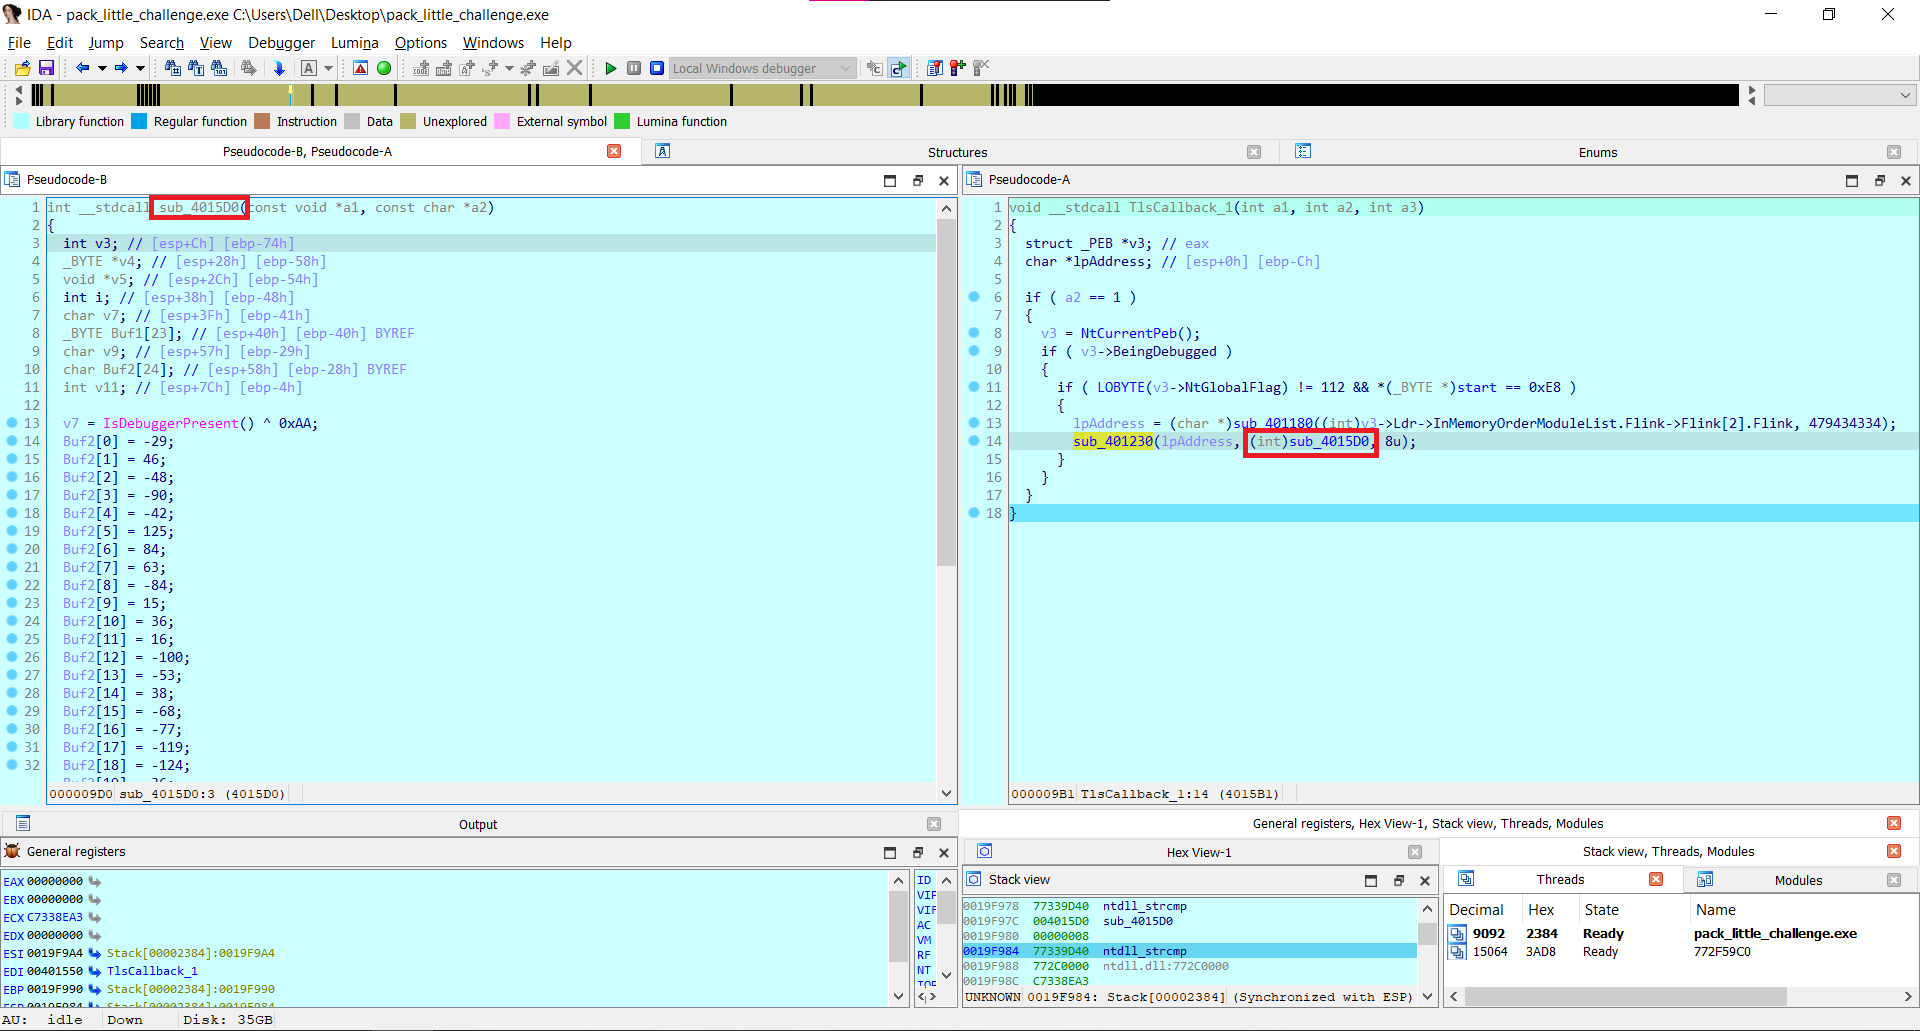 IDA - pack_little_challenge.exe C:\Users\Dell\Desktop\pack_little_challenge.exe
File Edit Jump Search View Debugger Lumina Options Windows Help
Local Windows debugger
Library function Regular function Instruction Data Unexplored External symbol Lumina function
Pseudocode-B, Pseudocode-A
Structures
Enums
Pseudocode-B
1 int __stdcall sub_4015D0(const void *a1, const char *a2)
2 {
3 int v3; // [esp+Ch] [ebp-74h]
4 _BYTE *v4; // [esp+28h] [ebp-58h]
5 void *v5; // [esp+2Ch] [ebp-54h]
6 int i; // [esp+38h] [ebp-48h]
7 char v7; // [esp+3Fh] [ebp-41h]
8 _BYTE Buf1[23]; // [esp+40h] [ebp-40h] BYREF
9 char v9; // [esp+57h] [ebp-29h]
10 char Buf2[24]; // [esp+58h] [ebp-28h] BYREF
11 int v11; // [esp+7Ch] [ebp-4h]
12
13 v7 = IsDebuggerPresent() ^ 0xAA;
14 Buf2[0] = -29;
15 Buf2[1] = 46;
16 Buf2[2] = -48;
17 Buf2[3] = -90;
18 Buf2[4] = -42;
19 Buf2[5] = 125;
20 Buf2[6] = 84;
21 Buf2[7] = 63;
22 Buf2[8] = -84;
23 Buf2[9] = 15;
24 Buf2[10] = 36;
25 Buf2[11] = 16;
26 Buf2[12] = -100;
27 Buf2[13] = -53;
28 Buf2[14] = 38;
29 Buf2[15] = -68;
30 Buf2[16] = -77;
31 Buf2[17] = -119;
32 Buf2[18] = -124;
000009D0 sub_4015D0:3 (4015D0)
Pseudocode-A
1 void __stdcall TlsCallback_1(int a1, int a2, int a3)
2 {
3 struct _PEB *v3; // eax
4 char *lpAddress; // [esp+0h] [ebp-Ch]
5
6 if ( a2 == 1 )
7 {
8 v3 = NtCurrentPeb();
9 if ( v3->BeingDebugged )
10 {
11 if ( LOBYTE(v3->NtGlobalFlag) != 112 && *(_BYTE *)start == 0xE8 )
12 {
13 lpAddress = (char *)sub_401180((int)v3->Ldr->InMemoryOrderModuleList.Flink->Flink[2].Flink, 479434334);
14 sub_401230(lpAddress, (int)sub_4015D0, 8u);
15 }
16 }
17 }
18 }
000009B1 TlsCallback_1:14 (4015B1)
Output
General registers, Hex View-1, Stack view, Threads, Modules
General registers
EAX 00000000
EBX 00000000
ECX C7338EA3
EDX 00000000
ESI 0019F9A4 Stack[00002384]:0019F9A4
EDI 00401550 TlsCallback_1
EBP 0019F990 Stack[00002384]:0019F990
ESP 0019F984 Stack[00002384]:0019F984
ID
VIP
VIF
AC
VM
RF
NT
Hex View-1
Stack view
0019F978 77339D40 ntdll_strcmp
0019F97C 004015D0 sub_4015D0
0019F980 00000008
0019F984 77339D40 ntdll_strcmp
0019F988 772C0000 ntdll.dll:772C0000
0019F98C C7338EA3
UNKNOWN 0019F984: Stack[00002384] (Synchronized with ESP)
Stack view, Threads, Modules
Threads
Modules
Decimal Hex State Name
9092 2384 Ready pack_little_challenge.exe
15064 3AD8 Ready 772F59C0
AU: idle Down Disk: 35GB